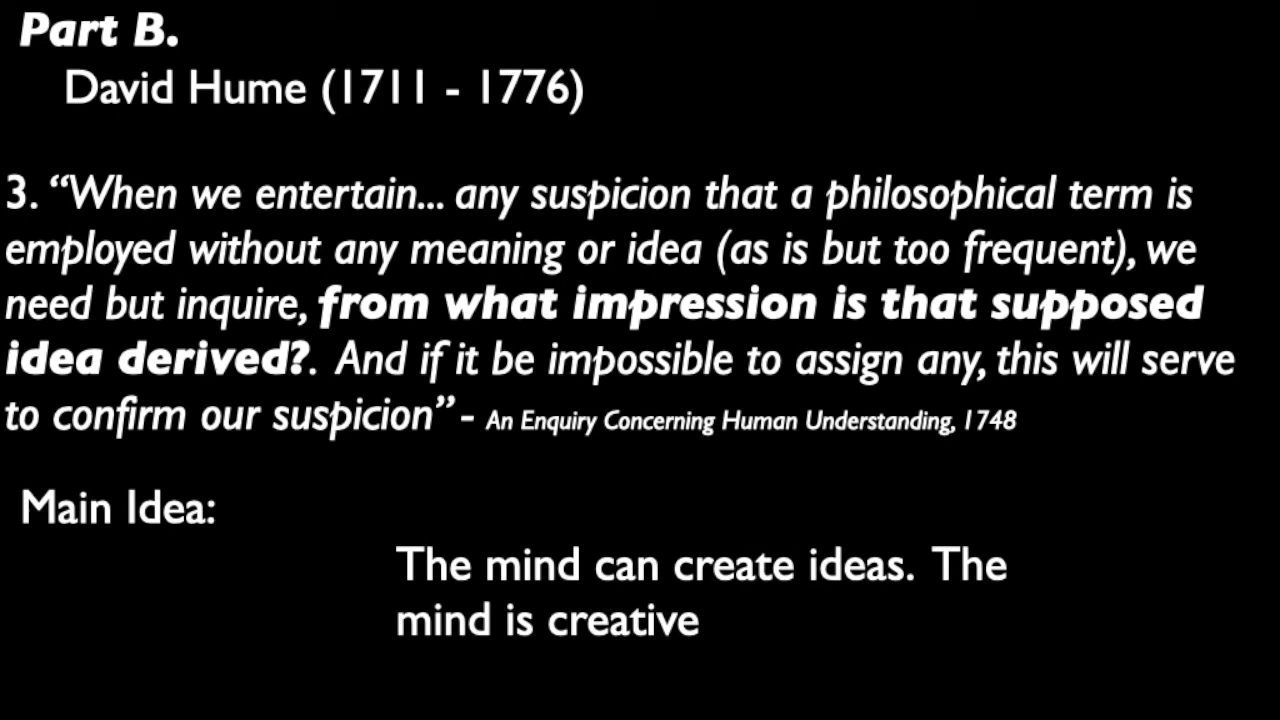 Part B.
David Hume (1711 - 1776)
3. “When we entertain... any suspicion that a philosophical term is
employed without any meaning or idea (as is but too frequent), we
need but inquire, from what impression is that supposed
idea derived?. And if it be impossible to assign any, this will serve
to confirm our suspicion” - An Enquiry Concerning Human Understanding, 1748
Main Idea:
The mind can create ideas. The
mind is creative